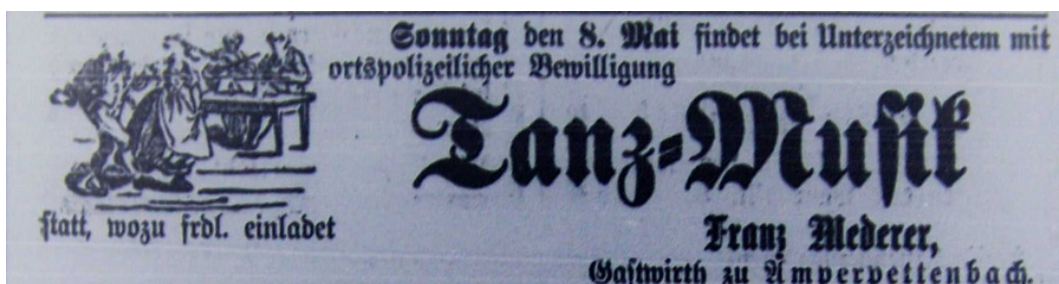 Sonntag den 8. Mai findet bei Unterzeichnetem mit
ortspolizeilicher Bewilligung
Tanz-Musik
statt, wozu frdl. einladet
Franz Mederer,
Gastwirth zu Amperpettenbach.